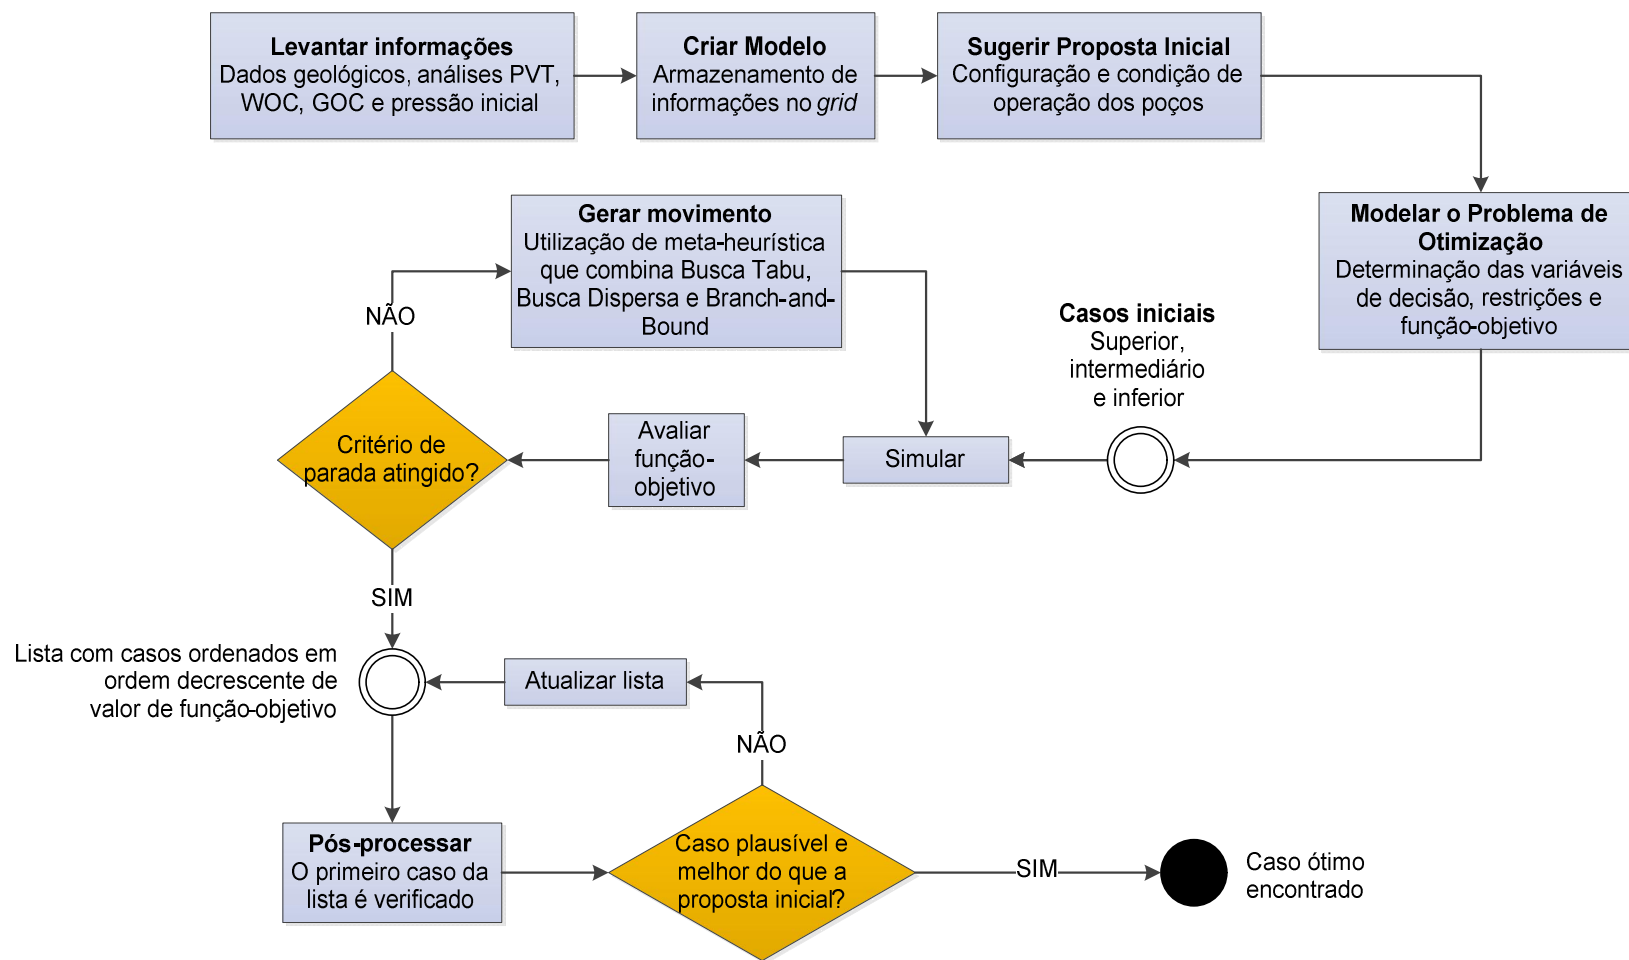 Levantar informações
Dados geológicos, análises PVT,
WOC, GOC e pressão inicial
Criar Modelo
Armazenamento de
informações no grid
Sugerir Proposta Inicial
Configuração e condição de
operação dos poços
Modelar o Problema de
Otimização
Determinação das variáveis
de decisão, restrições e
função-objetivo
Casos iniciais
Superior,
intermediário
e inferior
Simular
Avaliar
função-
objetivo
Critério de
parada atingido?
NÃO
Gerar movimento
Utilização de meta-heurística
que combina Busca Tabu,
Busca Dispersa e Branch-and-
Bound
SIM
Lista com casos ordenados em
ordem decrescente de
valor de função-objetivo
Atualizar lista
NÃO
Pós-processar
O primeiro caso da
lista é verificado
Caso plausível e
melhor do que a
proposta inicial?
SIM
Caso ótimo
encontrado